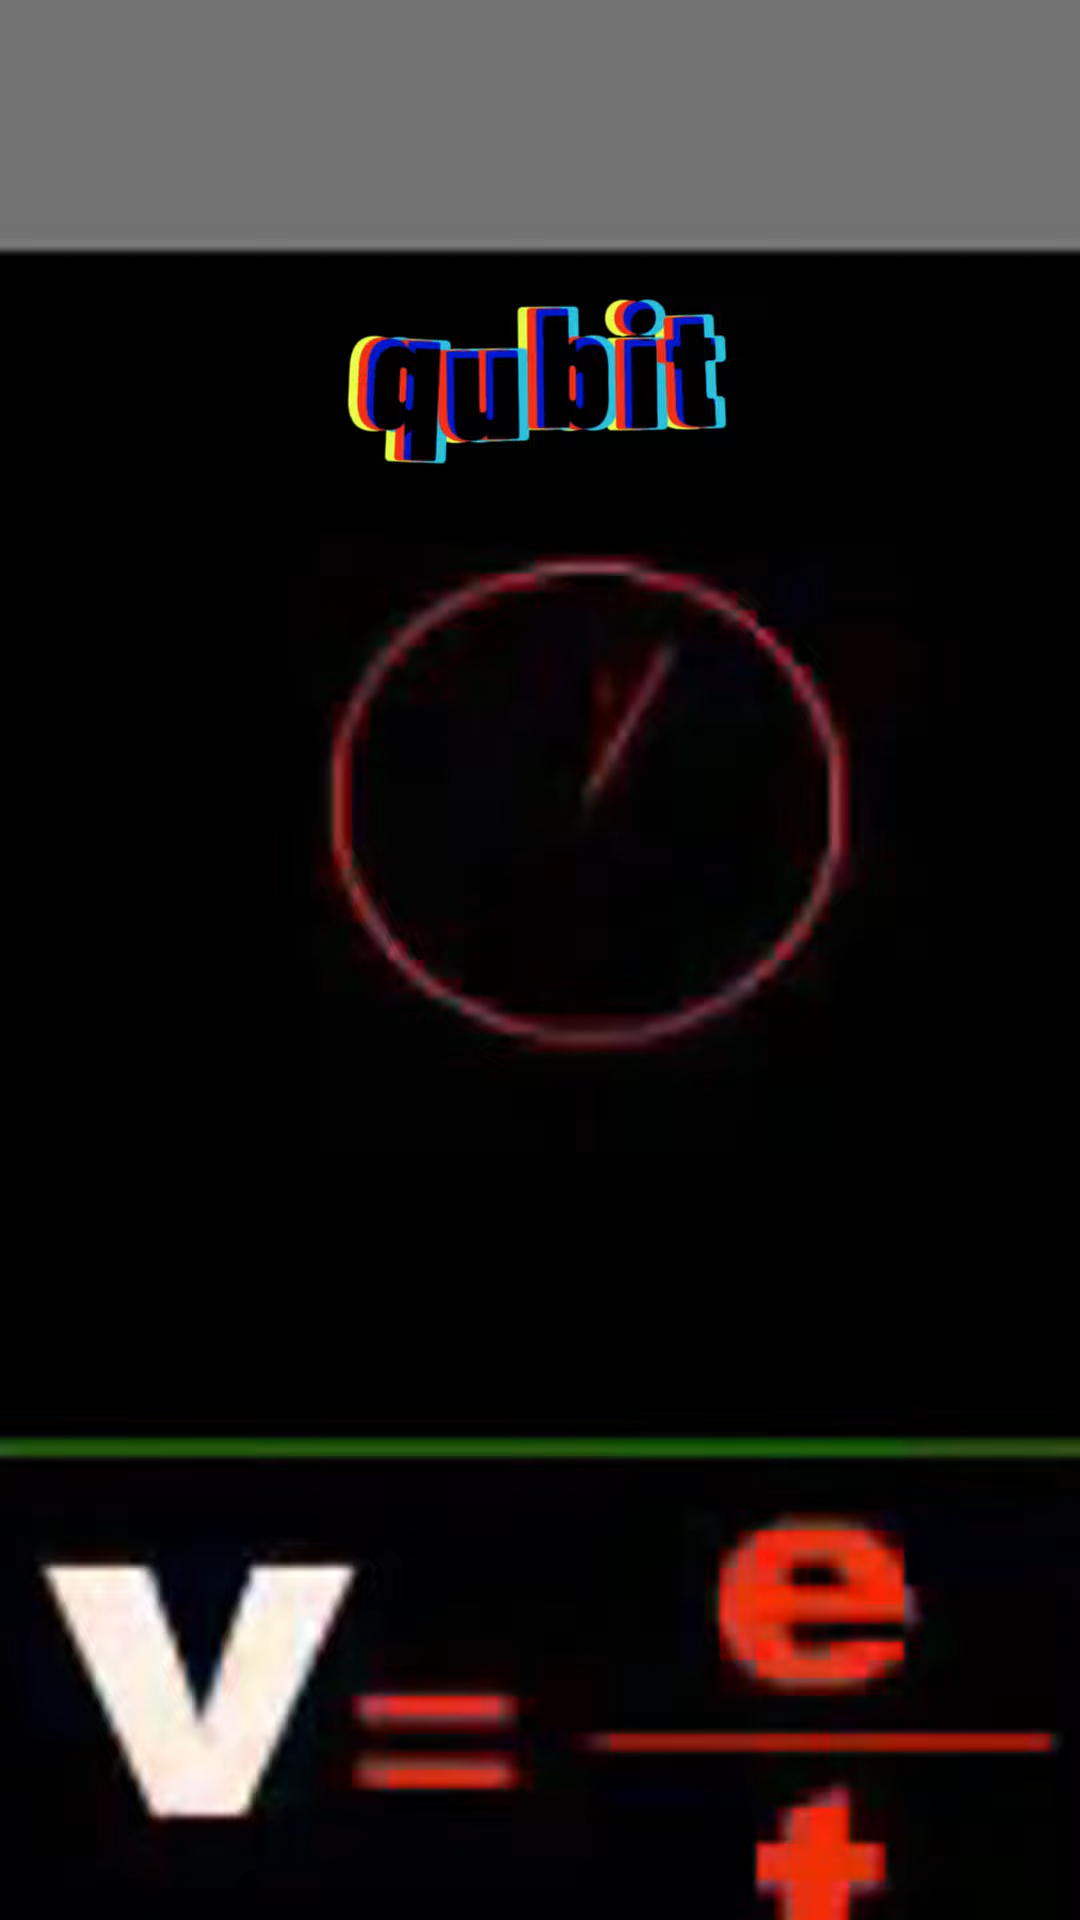 qubit
v = e
t